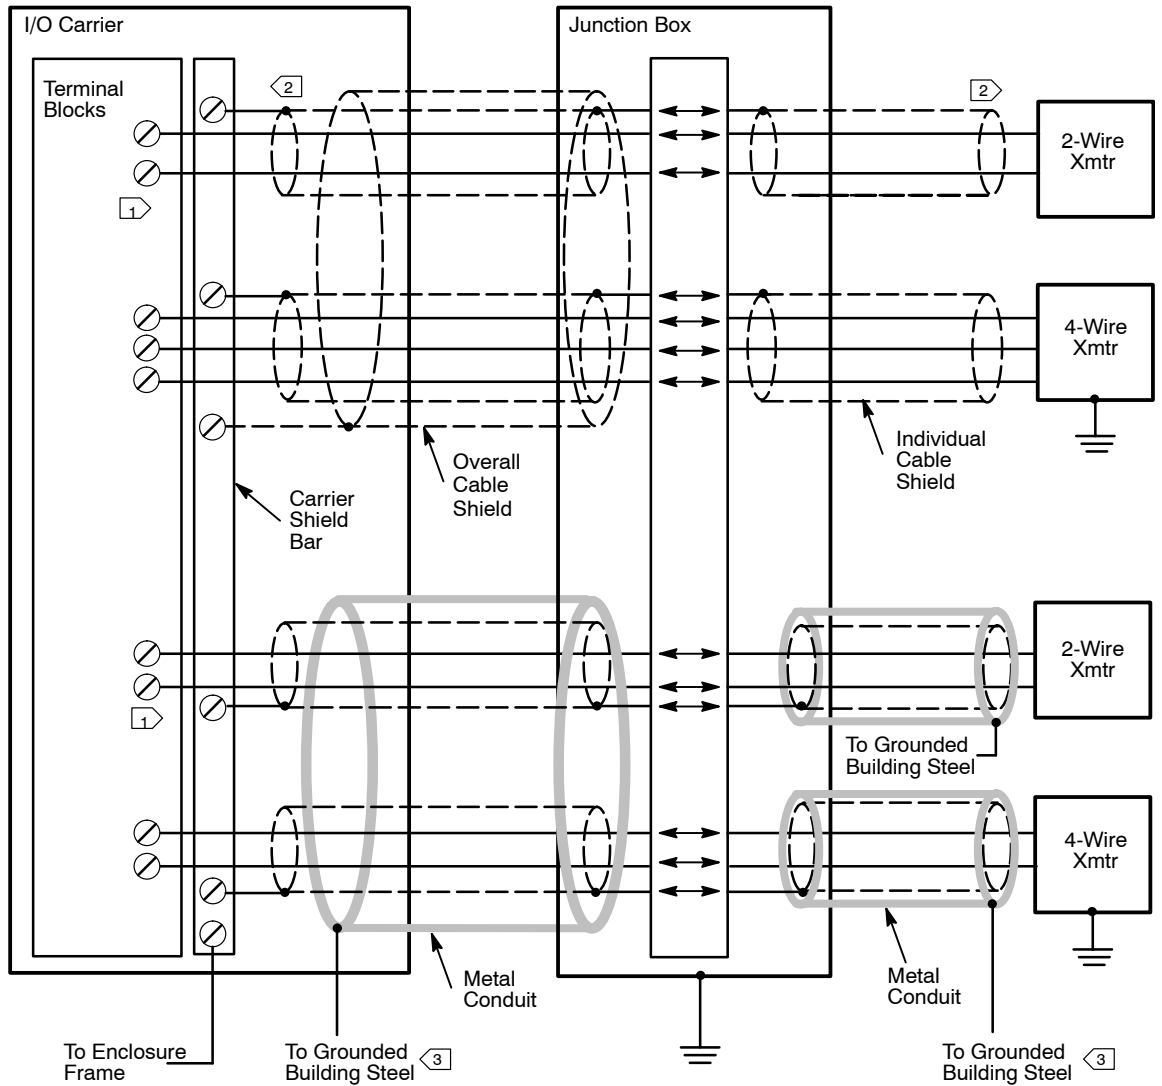 I/O Carrier
Junction Box
Terminal
Blocks
2
2
2-Wire
Xmtr
1
4-Wire
Xmtr
Individual
Cable
Shield
Overall
Cable
Shield
Carrier
Shield
Bar
2-Wire
Xmtr
1
To Grounded
Building Steel
4-Wire
Xmtr
Metal
Conduit
Metal
Conduit
To Enclosure
Frame
To Grounded
Building Steel
3
To Grounded
Building Steel
3